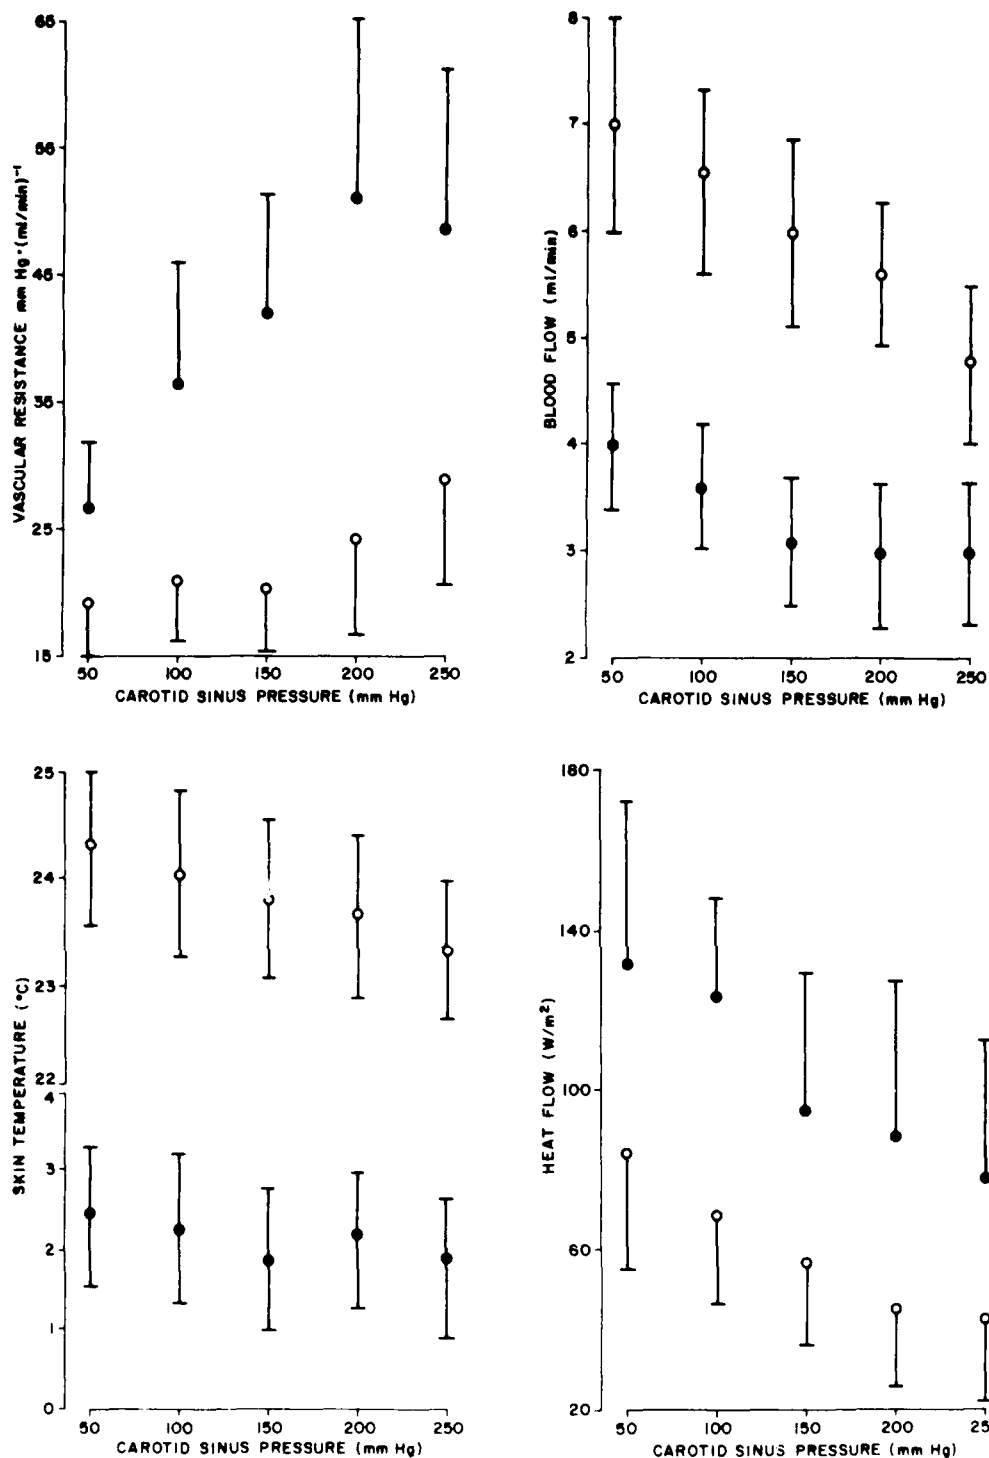 65
55
45
35
25
15
VASCULAR RESISTANCE mm Hg•(ml/min)⁻¹
50 100 150 200 250
CAROTID SINUS PRESSURE (mm Hg)
8
7
6
5
4
3
2
BLOOD FLOW (ml/min)
50 100 150 200 250
CAROTID SINUS PRESSURE (mm Hg)
25
24
23
22
4
3
2
1
0
SKIN TEMPERATURE (°C)
50 100 150 200 250
CAROTID SINUS PRESSURE (mm Hg)
180
140
100
60
20
HEAT FLOW (W/m²)
50 100 150 200 250
CAROTID SINUS PRESSURE (mm Hg)